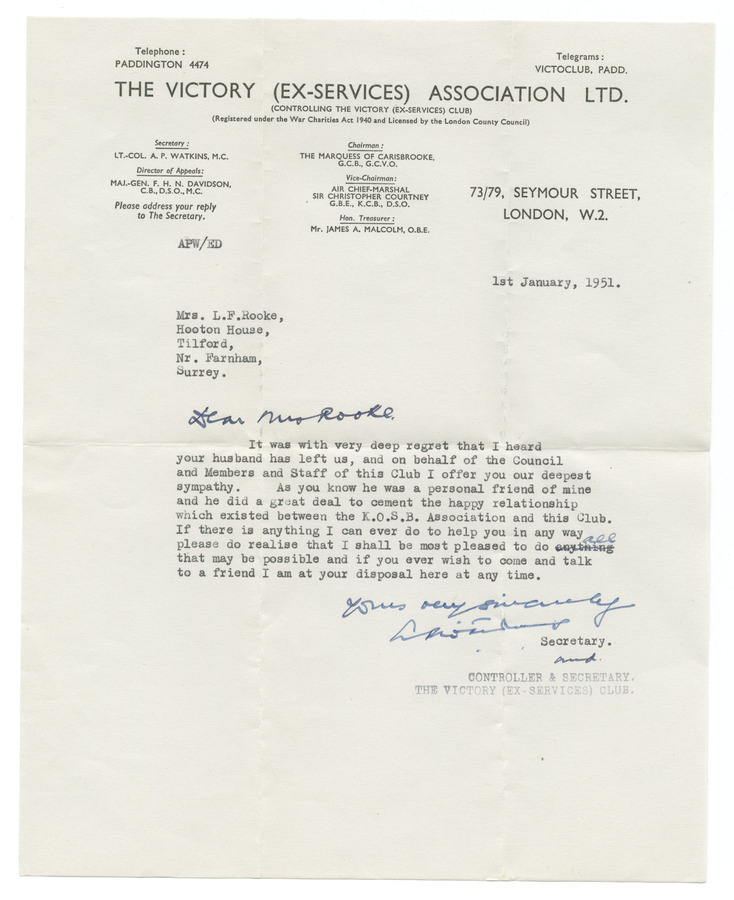 Telephone :
PADDINGTON 4474
Telegrams :
VICTOCLUB, PADD.
THE VICTORY (EX-SERVICES) ASSOCIATION LTD.
(CONTROLLING THE VICTORY (EX-SERVICES) CLUB)
(Registered under the War Charities Act 1940 and Licensed by the London County Council)
Secretary :
LT.-COL. A. P. WATKINS, M.C.
Director of Appeals:
MAJ.-GEN. F. H. N. DAVIDSON,
C.B., D.S.O., M.C.
Please address your reply
to The Secretary.
Chairman :
THE MARQUESS OF CARISBROOKE,
G.C.B., G.C.V.O.
Vice-Chairman :
AIR CHIEF-MARSHAL
SIR CHRISTOPHER COURTNEY
G.B.E., K.C.B., D.S.O.
Hon. Treasurer :
Mr. JAMES A. MALCOLM, O.B.E.
73/79, SEYMOUR STREET,
LONDON, W.2.
APW/ED
1st January, 1951.
Mrs. L.F.Rooke,
Hooton House,
Tilford,
Nr. Farnham,
Surrey.
Dear Mrs Rooke.
It was with very deep regret that I heard
your husband has left us, and on behalf of the Council
and Members and Staff of this Club I offer you our deepest
sympathy. As you know he was a personal friend of mine
and he did a great deal to cement the happy relationship
which existed between the K.O.S.B. Association and this Club.
If there is anything I can ever do to help you in any way
please do realise that I shall be most pleased to do anything all
that may be possible and if you ever wish to come and talk
to a friend I am at your disposal here at any time.
Yours very sincerely
Secretary.
and.
CONTROLLER & SECRETARY.
THE VICTORY (EX-SERVICES) CLUB.